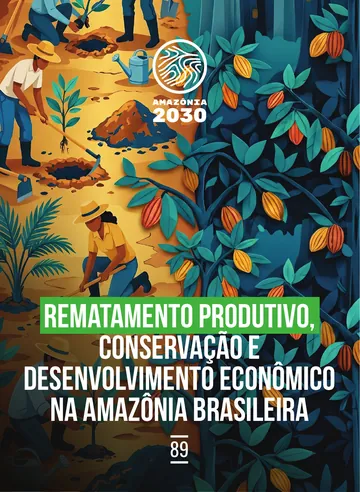 AMAZÔNIA
2030
REMATAMENTO PRODUTIVO,
CONSERVAÇÃO E
DESENVOLVIMENTO ECONÔMICO
NA AMAZÔNIA BRASILEIRA
89